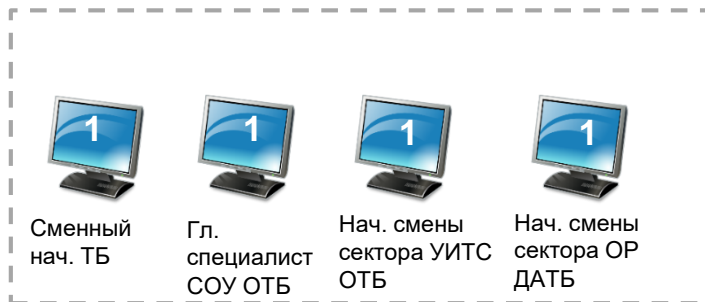 1
1
1
1
Сменный
нач. ТБ
Гл.
специалист
СОУ ОТБ
Нач. смены
сектора УИТС
ОТБ
Нач. смены
сектора ОР
ДАТБ